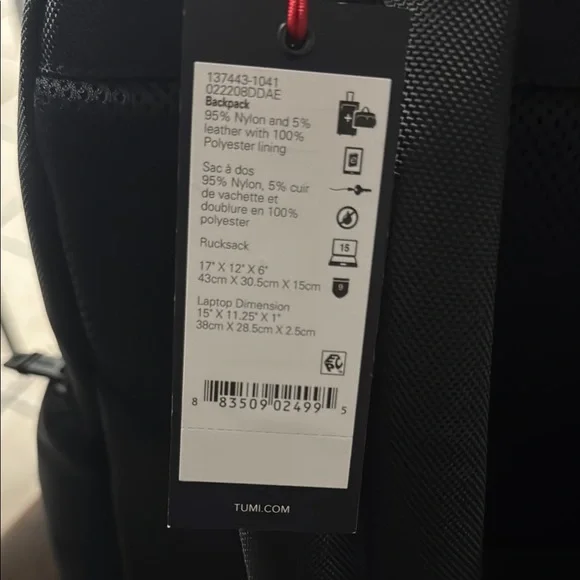 137443-1041
022208DDAE
Backpack
95% Nylon and 5%
leather with 100%
Polyester lining
Sac à dos
95% Nylon, 5% cuir
de vachette et
doublure en 100%
polyester
15
Rucksack
9
17" X 12" X 6"
43cm X 30.5cm X 15cm
Laptop Dimension
15" X 11.25" X 1"
38cm X 28.5cm X 2.5cm
8 83509 02499 5
TUMI.COM